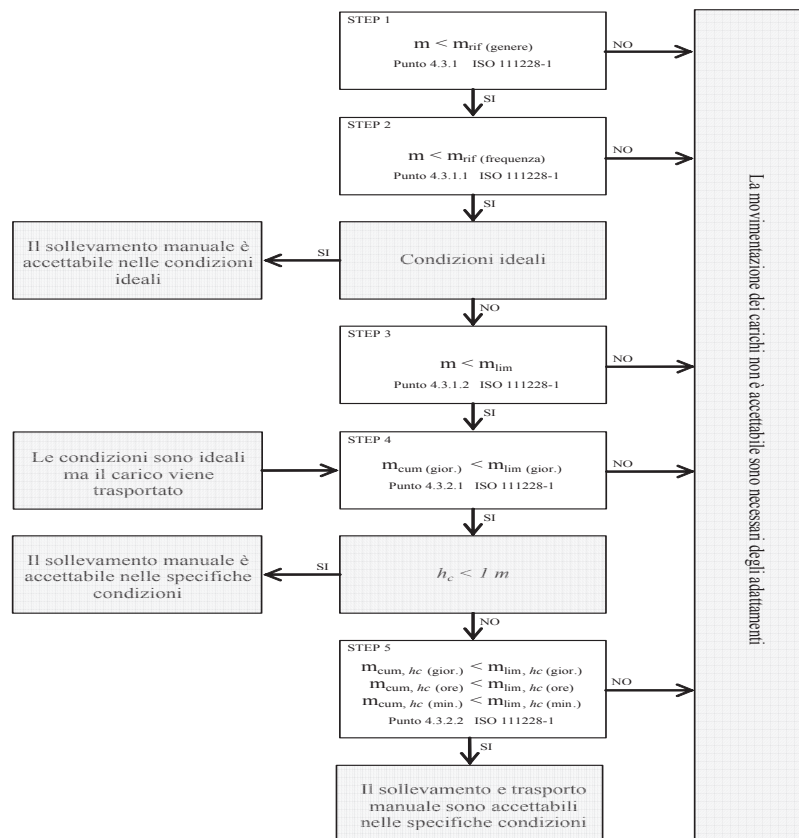 STEP 1
m < mrif (genere)
Punto 4.3.1 ISO 111228-1
NO
SI
STEP 2
m < mrif (frequenza)
Punto 4.3.1.1 ISO 111228-1
NO
SI
Il sollevamento manuale è
accettabile nelle condizioni
ideali
SI
Condizioni ideali
NO
STEP 3
m < mlim
Punto 4.3.1.2 ISO 111228-1
NO
SI
Le condizioni sono ideali
ma il carico viene
trasportato
STEP 4
mcum (gior.) < mlim (gior.)
Punto 4.3.2.1 ISO 111228-1
NO
SI
Il sollevamento manuale è
accettabile nelle specifiche
condizioni
SI
hc < 1 m
NO
STEP 5
mcum, hc (gior.) < mlim, hc (gior.)
mcum, hc (ore) < mlim, hc (ore)
mcum, hc (min.) < mlim, hc (min.)
Punto 4.3.2.2 ISO 111228-1
NO
SI
Il sollevamento e trasporto
manuale sono accettabili
nelle specifiche condizioni
La movimentazione dei carichi non è accettabile sono necessari degli adattamenti